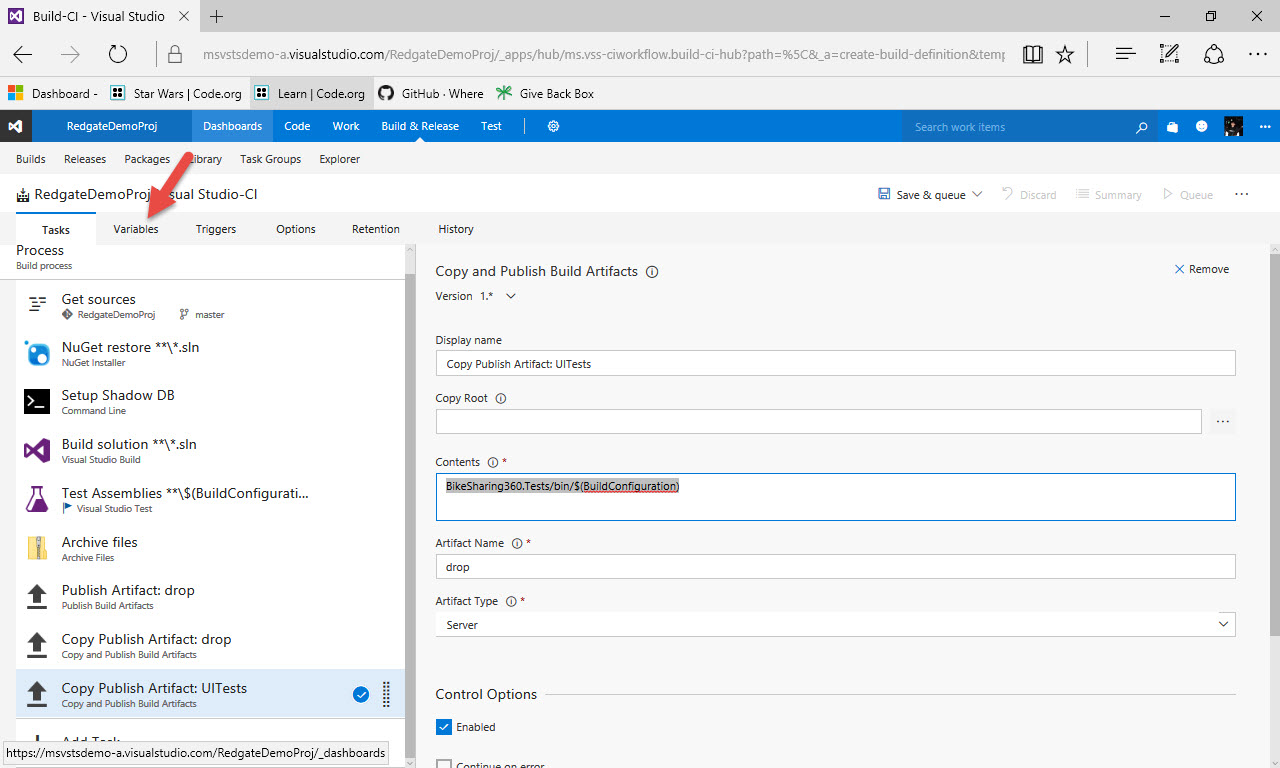 Build-CI - Visual Studio
msvstsdemo-a.visualstudio.com/RedgateDemoProj/_apps/hub/ms.vss-ciworkflow.build-ci-hub?path=%5C&_a=create-build-definition&temp
Dashboard - Star Wars | Code.org Learn | Code.org GitHub · Where Give Back Box
RedgateDemoProj Dashboards Code Work Build & Release Test Search work items
Builds Releases Packages Library Task Groups Explorer
RedgateDemoProj Visual Studio-CI Save & queue Discard Summary Queue
Tasks Variables Triggers Options Retention History
Process
Build process
Get sources
RedgateDemoProj master
NuGet restore **\*.sln
NuGet Installer
Setup Shadow DB
Command Line
Build solution **\*.sln
Visual Studio Build
Test Assemblies **\$(BuildConfigurati...
Visual Studio Test
Archive files
Archive Files
Publish Artifact: drop
Publish Build Artifacts
Copy Publish Artifact: drop
Copy and Publish Build Artifacts
Copy Publish Artifact: UITests
Copy and Publish Build Artifacts
Add Task
https://msvstsdemo-a.visualstudio.com/RedgateDemoProj/_dashboards
Copy and Publish Build Artifacts
Remove
Version 1.*
Display name
Copy Publish Artifact: UITests
Copy Root
Contents *
BikeSharing360.Tests/bin/$(BuildConfiguration)
Artifact Name *
drop
Artifact Type *
Server
Control Options
Enabled
Continue on error